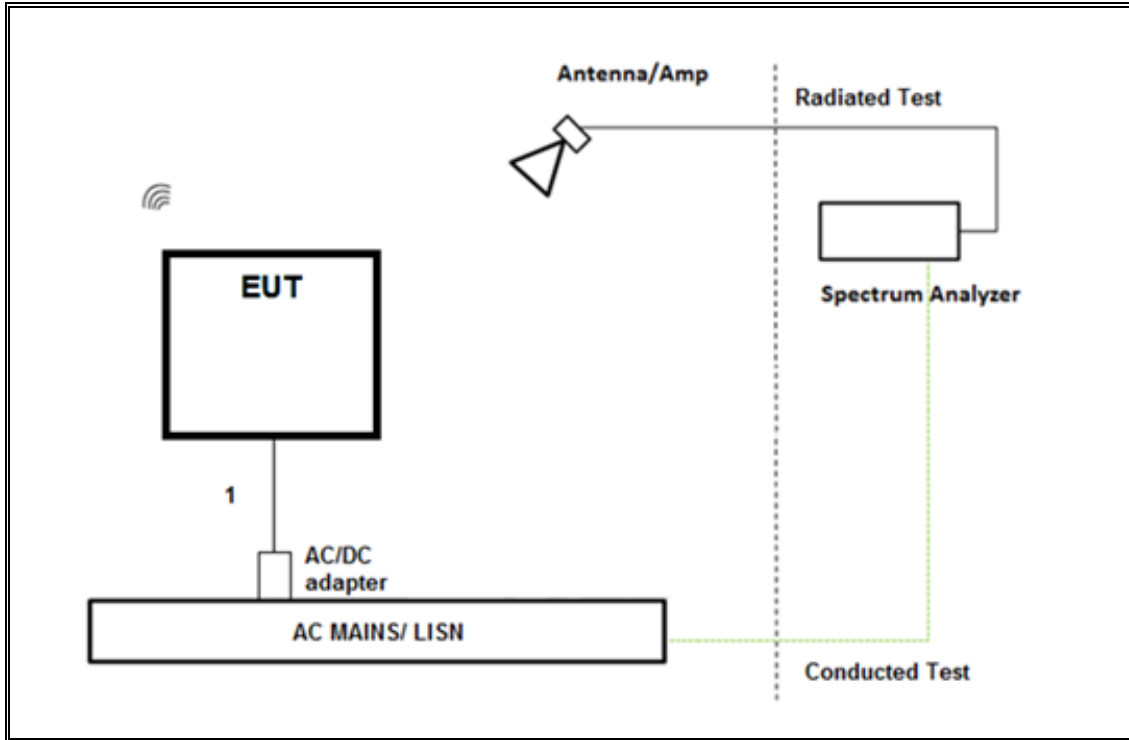 Antenna/Amp
Radiated Test
EUT
Spectrum Analyzer
1
AC/DC
adapter
AC MAINS/ LISN
Conducted Test